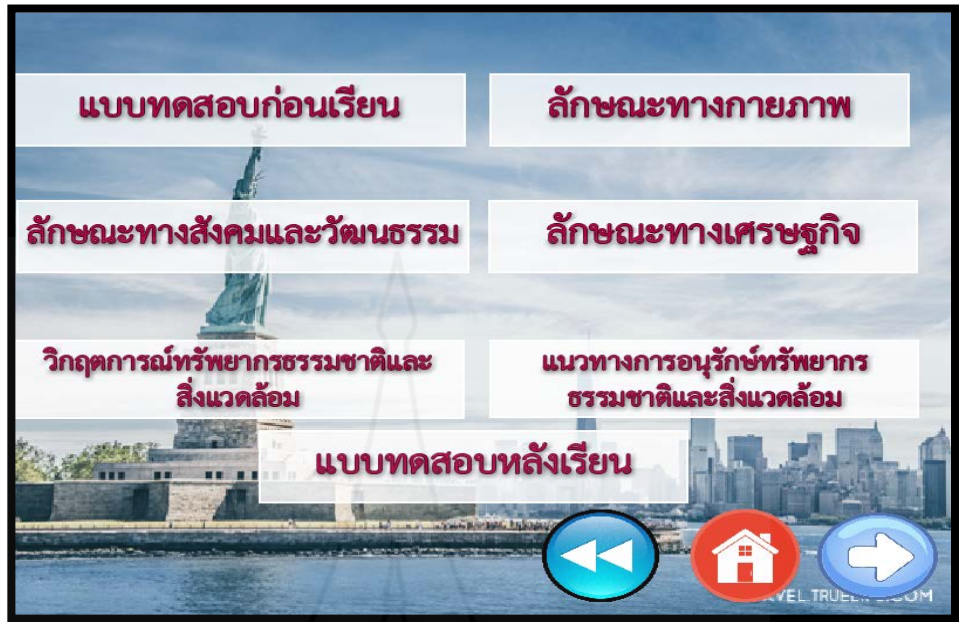 แบบทดสอบก่อนเรียน
ลักษณะทางกายภาพ
ลักษณะทางสังคมและวัฒนธรรม
ลักษณะทางเศรษฐกิจ
วิกฤตการณ์ทรัพยากรธรรมชาติและ
สิ่งแวดล้อม
แนวทางการอนุรักษ์ทรัพยากร
ธรรมชาติและสิ่งแวดล้อม
แบบทดสอบหลังเรียน